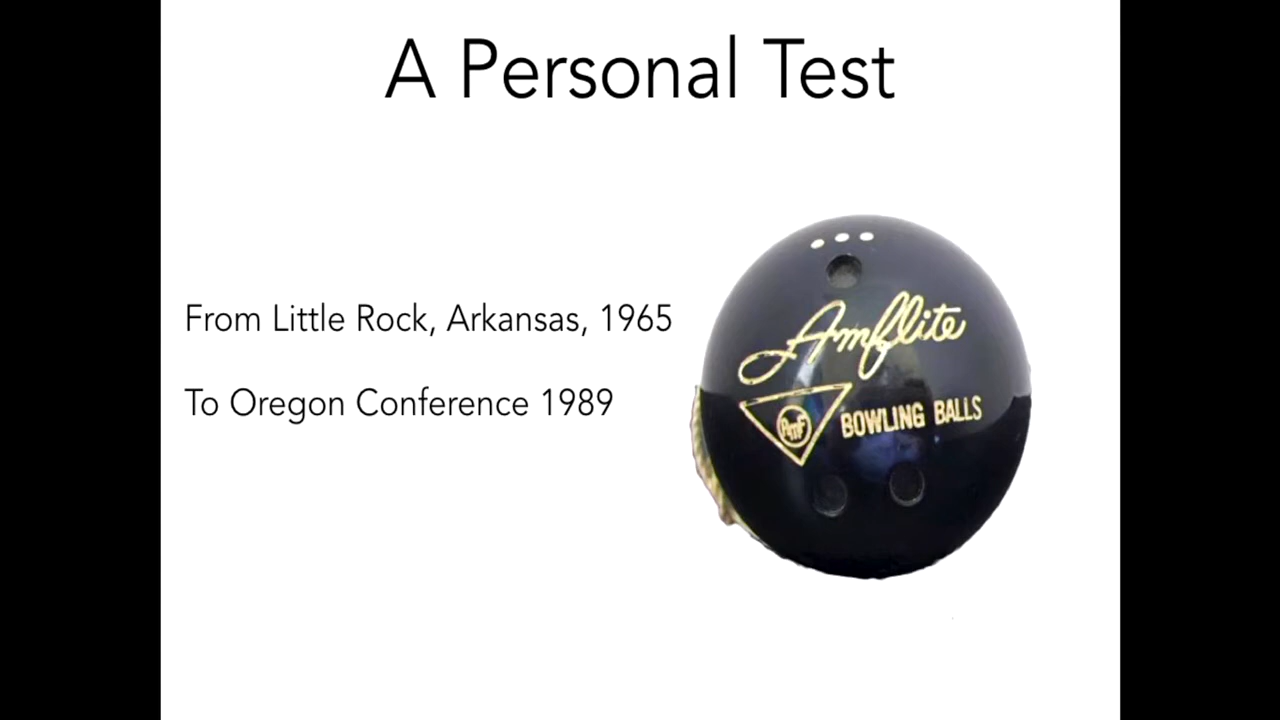 A Personal Test
From Little Rock, Arkansas, 1965
To Oregon Conference 1989
Amflite
AMF
BOWLING BALLS